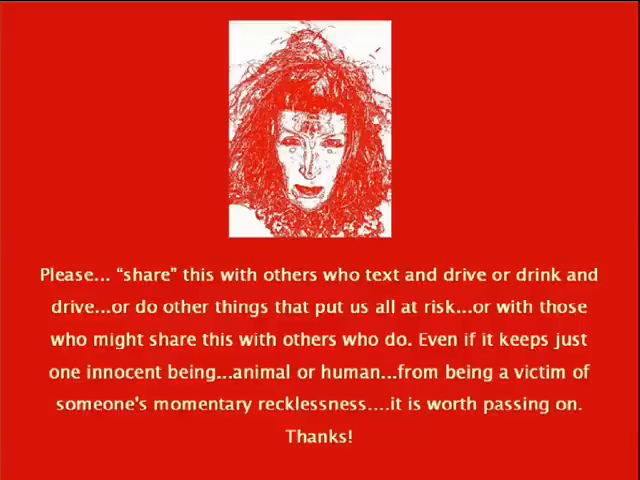 Please... “share” this with others who text and drive or drink and
drive...or do other things that put us all at risk...or with those
who might share this with others who do. Even if it keeps just
one innocent being...animal or human...from being a victim of
someone's momentary recklessness....it is worth passing on.
Thanks!